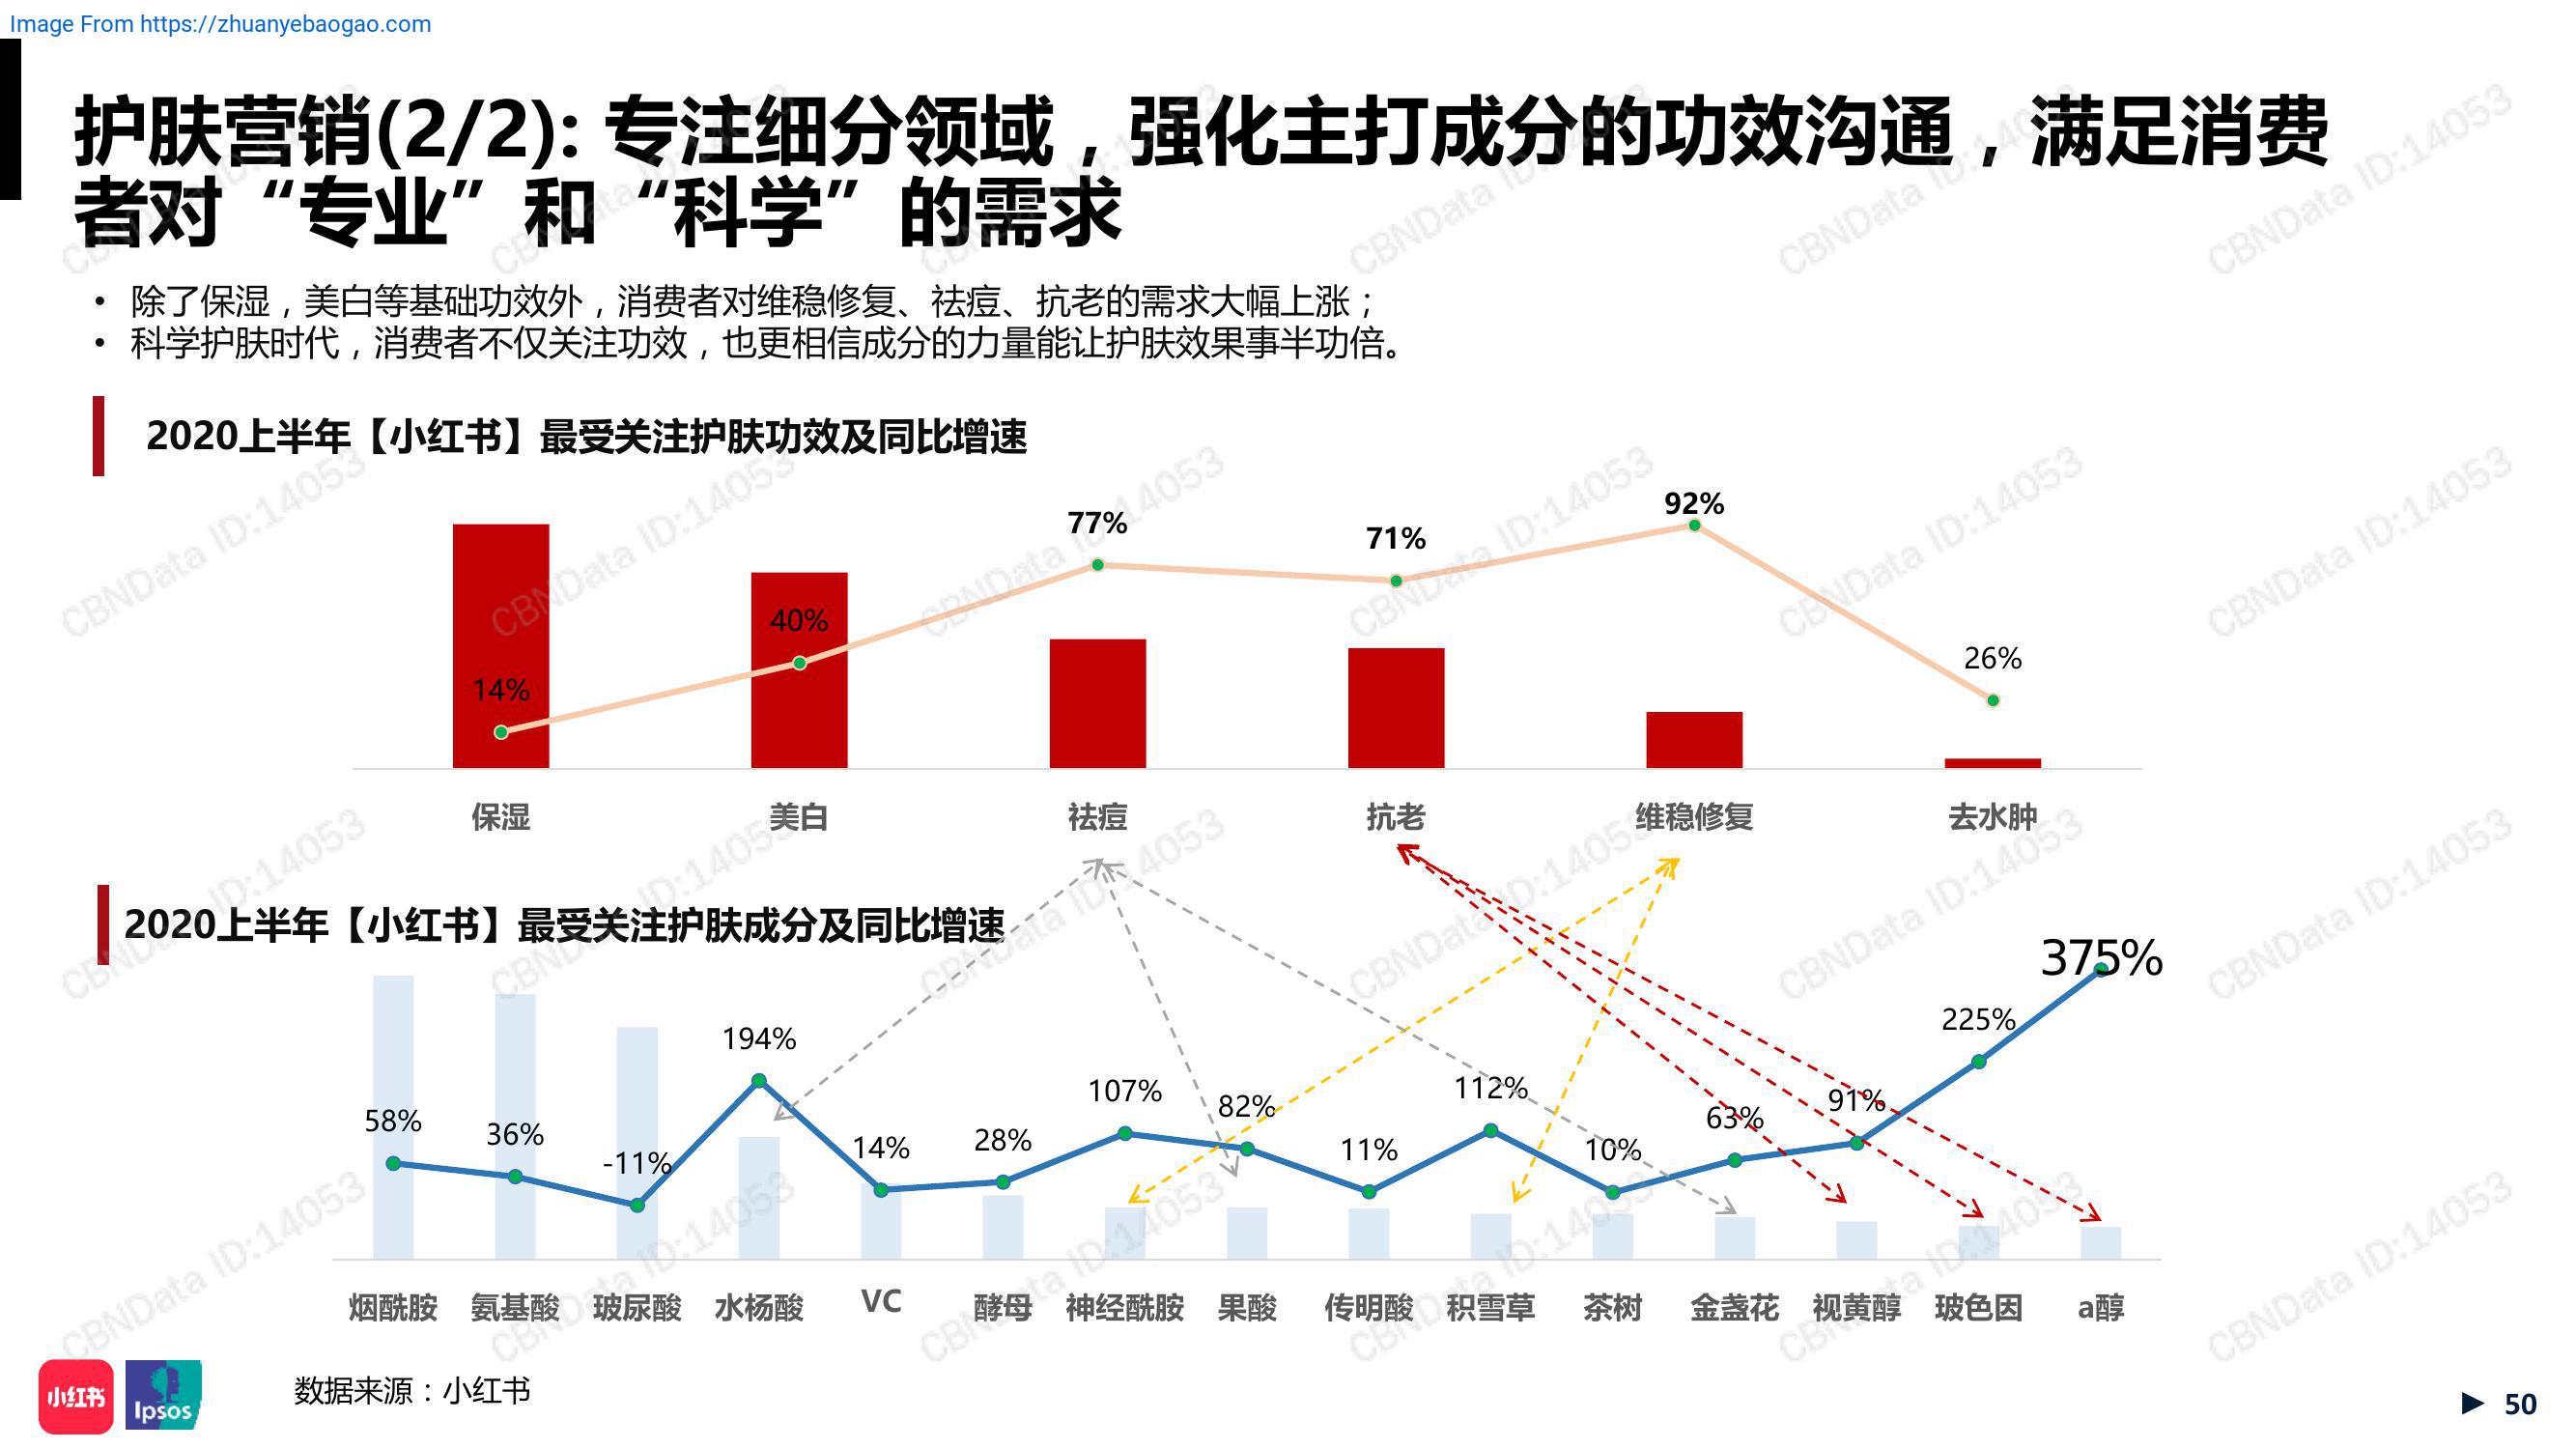 Image From https://zhuanyebaogao.com
护肤营销(2/2): 专注细分领域，强化主打成分的功效沟通，满足消费
者对“专业”和“科学”的需求
• 除了保湿，美白等基础功效外，消费者对维稳修复、祛痘、抗老的需求大幅上涨；
• 科学护肤时代，消费者不仅关注功效，也更相信成分的力量能让护肤效果事半功倍。
2020上半年【小红书】最受关注护肤功效及同比增速
14% 40% 77% 71% 92% 26%
保湿 美白 祛痘 抗老 维稳修复 去水肿
2020上半年【小红书】最受关注护肤成分及同比增速
58% 36% -11% 194% 14% 28% 107% 82% 11% 112% 10% 63% 91% 225% 375%
烟酰胺 氨基酸 玻尿酸 水杨酸 VC 酵母 神经酰胺 果酸 传明酸 积雪草 茶树 金盏花 视黄醇 玻色因 a醇
小红书 Ipsos
数据来源：小红书
50
CBNData ID:14053